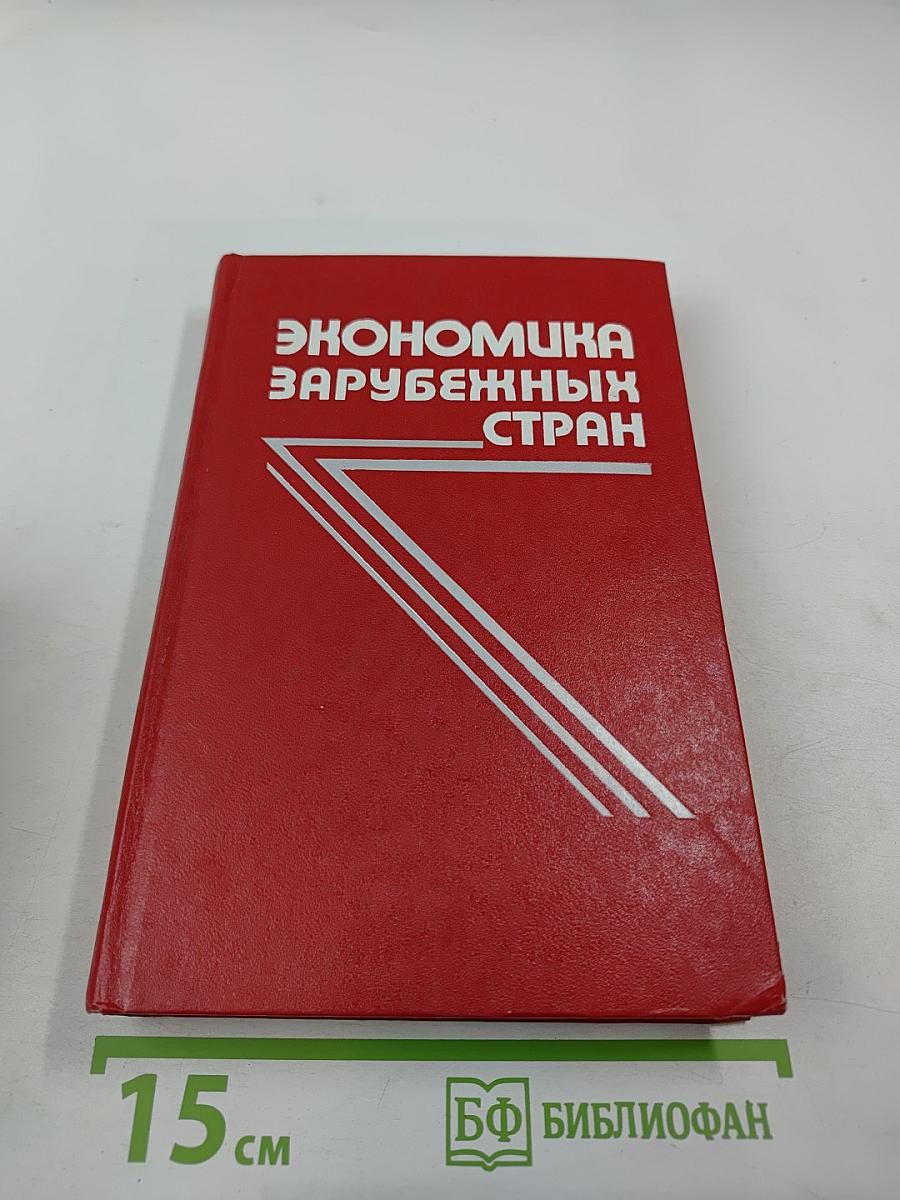 ЭКОНОМИКА
ЗАРУБЕЖНЫХ
СТРАН
15 см
БФ БИБЛИОФАН